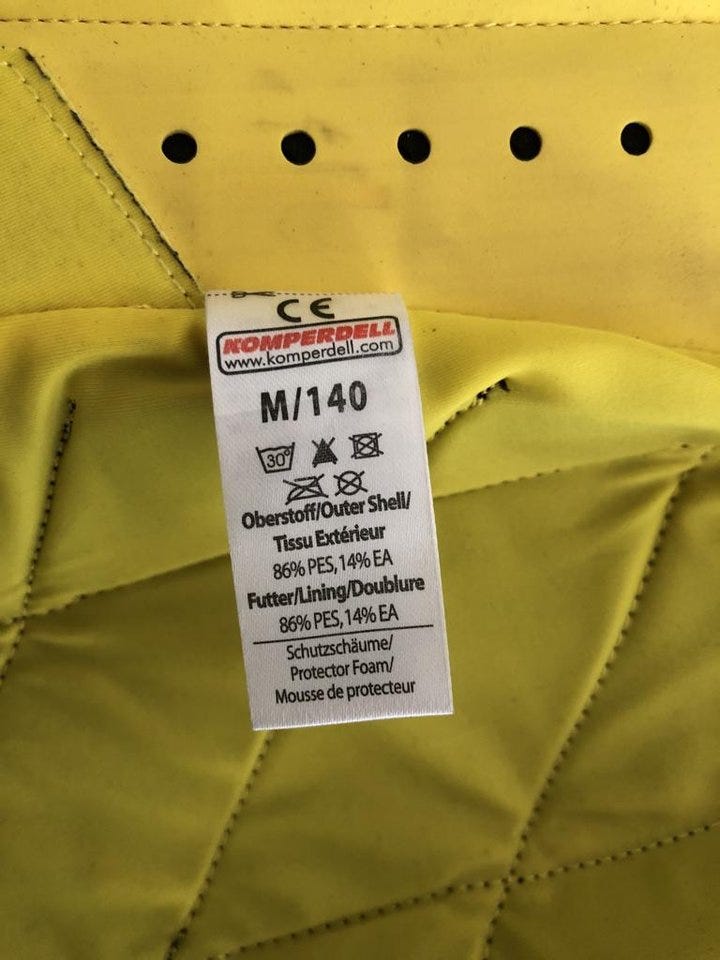 CE
KOMPERDELL
www.komperdell.com
M/140
30°
Oberstoff/Outer Shell/
Tissu Extérieur
86% PES, 14% EA
Futter/Lining/Doublure
86% PES, 14% EA
Schutzschäume/
Protector Foam/
Mousse de protecteur